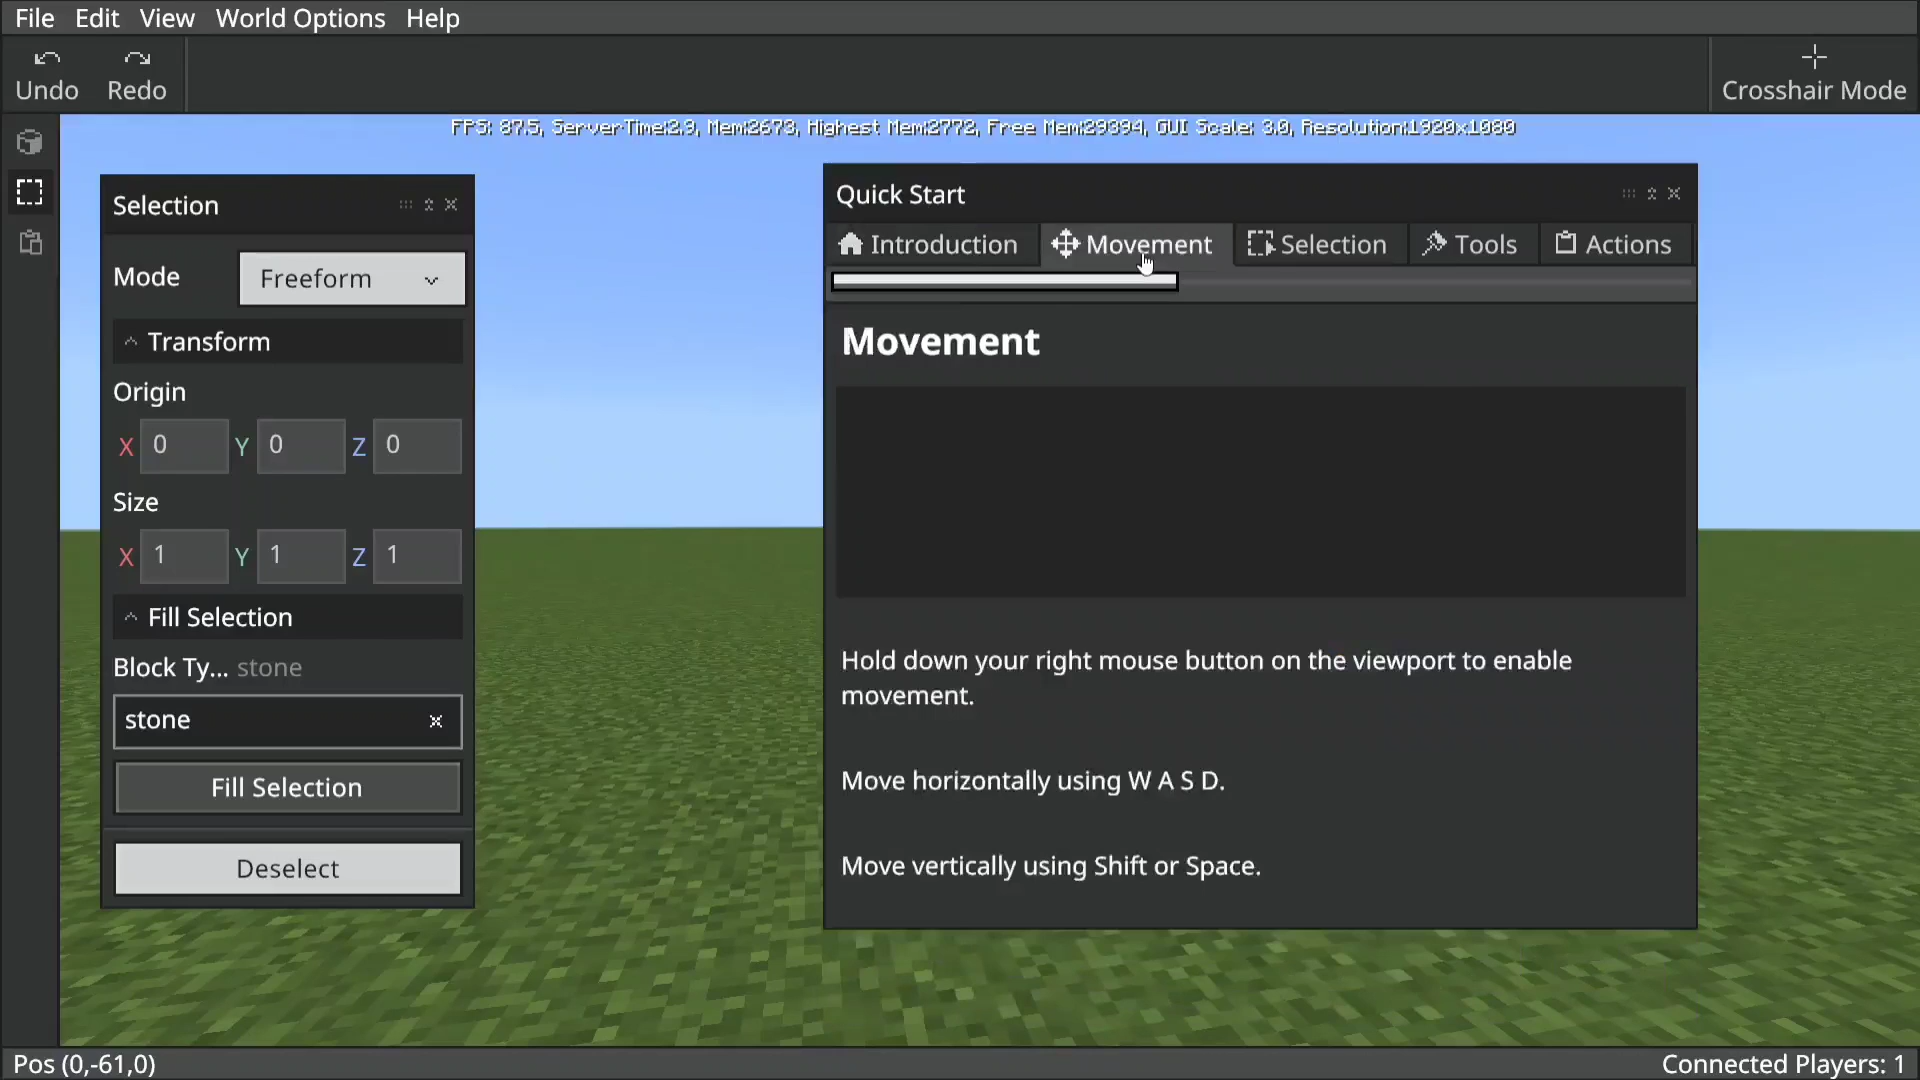 File Edit View World Options Help
Undo Redo Crosshair Mode
FPS: 87.5, ServerTime:2.9, Mem:2673, Highest Mem:2772, Free Mem:29394, GUI Scale: 3.0, Resolution:1920x1080
Selection
Mode Freeform
Transform
Origin
X 0 Y 0 Z 0
Size
X 1 Y 1 Z 1
Fill Selection
Block Ty... stone
stone
Fill Selection
Deselect
Quick Start
Introduction Movement Selection Tools Actions
Movement
Hold down your right mouse button on the viewport to enable
movement.
Move horizontally using W A S D.
Move vertically using Shift or Space.
Pos (0,-61,0)
Connected Players: 1